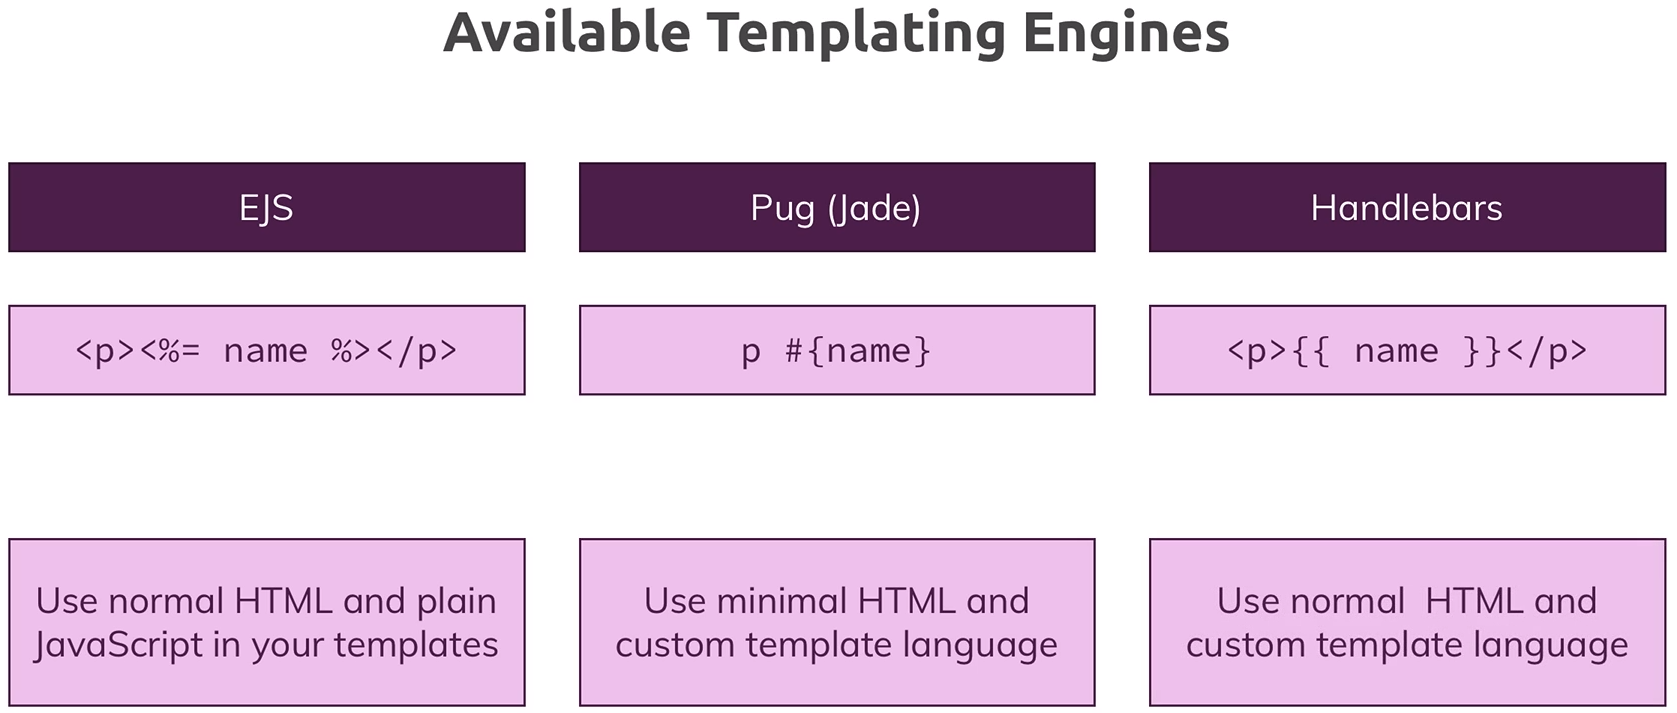 Available Templating Engines
EJS
Pug (Jade)
Handlebars
<p><%= name %></p>
p #{name}
<p>{{ name }}</p>
Use normal HTML and plain
JavaScript in your templates
Use minimal HTML and
custom template language
Use normal  HTML and
custom template language